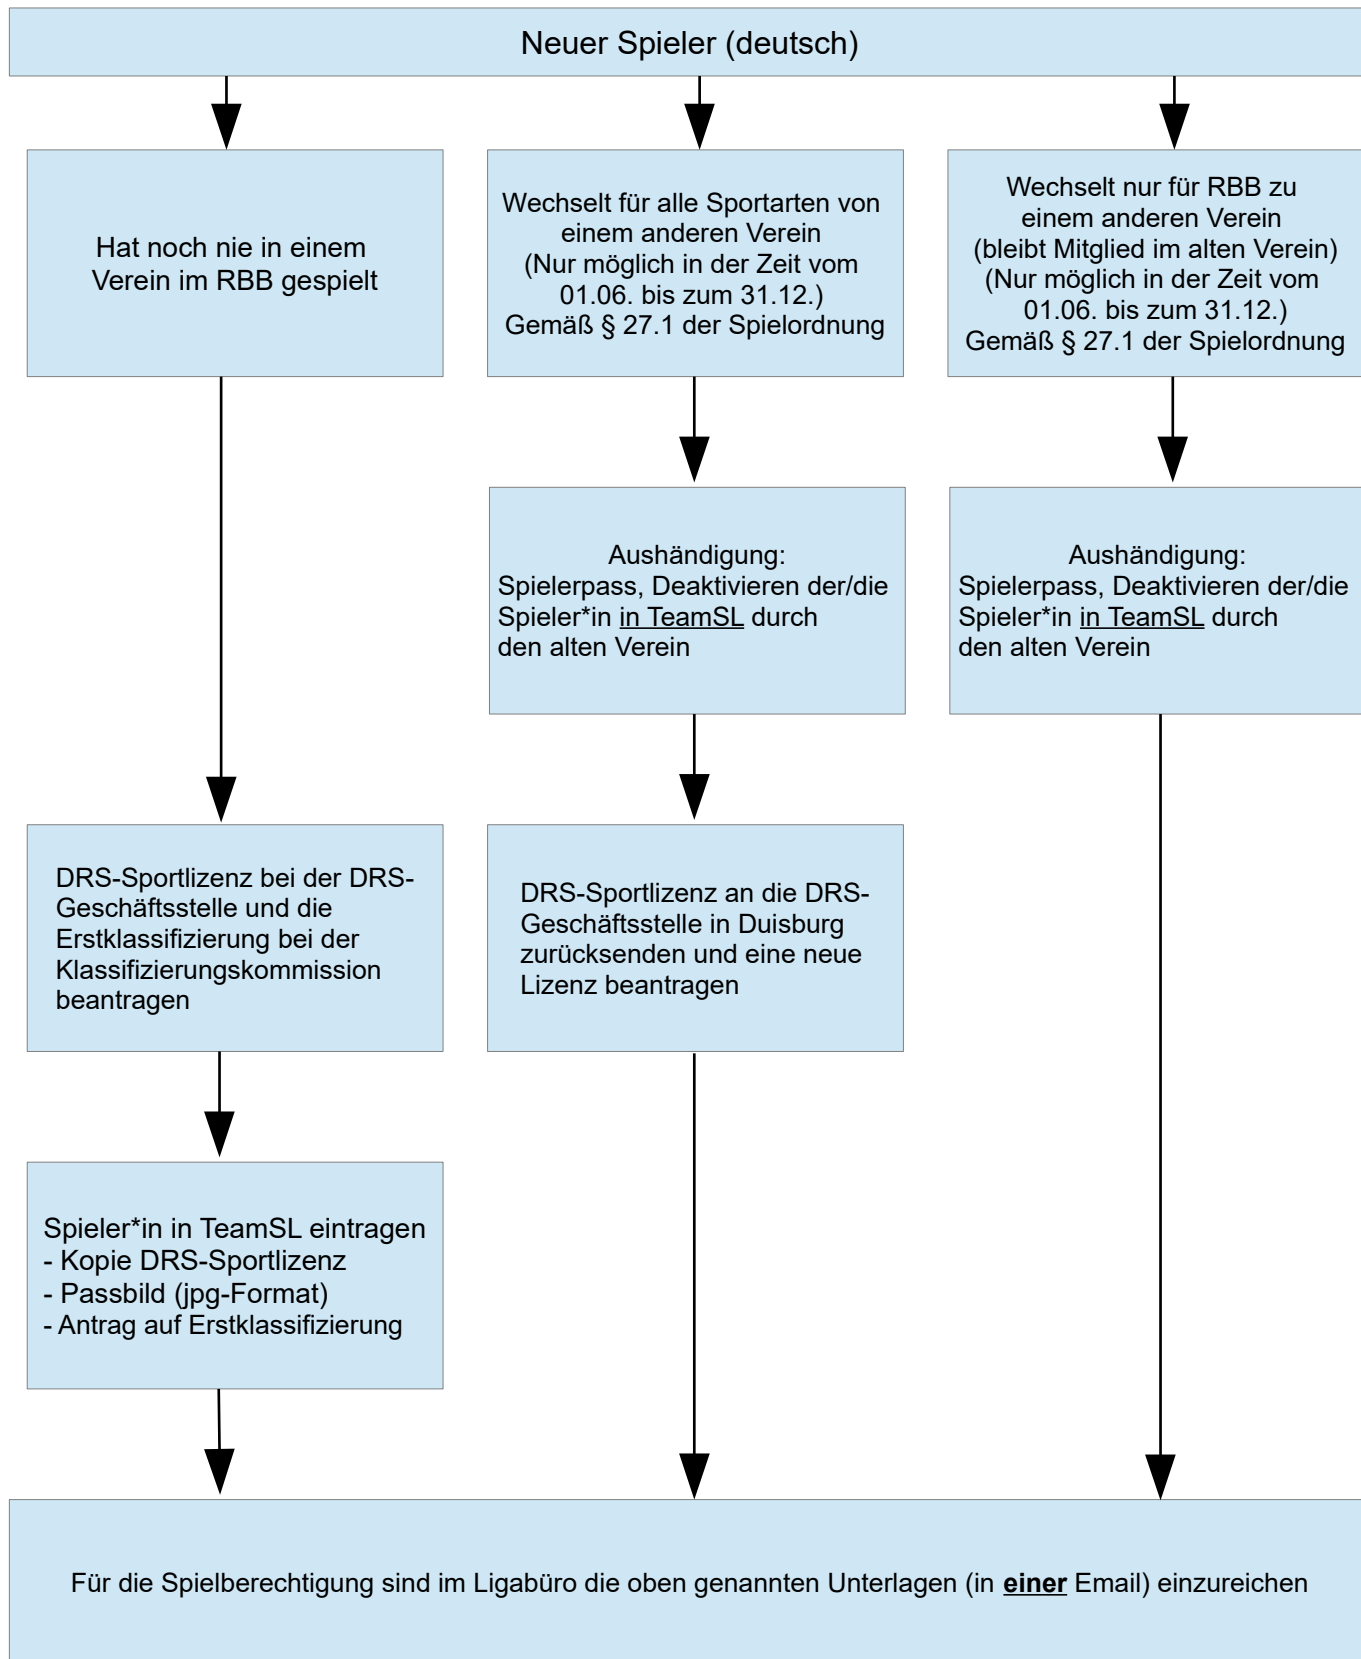 Neuer Spieler (deutsch)
Hat noch nie in einem
Verein im RBB gespielt
Wechselt für alle Sportarten von
einem anderen Verein
(Nur möglich in der Zeit vom
01.06. bis zum 31.12.)
Gemäß § 27.1 der Spielordnung
Wechselt nur für RBB zu
einem anderen Verein
(bleibt Mitglied im alten Verein)
(Nur möglich in der Zeit vom
01.06. bis zum 31.12.)
Gemäß § 27.1 der Spielordnung
Aushändigung:
Spielerpass, Deaktivieren der/die
Spieler*in in TeamSL durch
den alten Verein
Aushändigung:
Spielerpass, Deaktivieren der/die
Spieler*in in TeamSL durch
den alten Verein
DRS-Sportlizenz bei der DRS-
Geschäftsstelle und die
Erstklassifizierung bei der
Klassifizierungskommission
beantragen
DRS-Sportlizenz an die DRS-
Geschäftsstelle in Duisburg
zurücksenden und eine neue
Lizenz beantragen
Spieler*in in TeamSL eintragen
- Kopie DRS-Sportlizenz
- Passbild (jpg-Format)
- Antrag auf Erstklassifizierung
Für die Spielberechtigung sind im Ligabüro die oben genannten Unterlagen (in einer Email) einzureichen